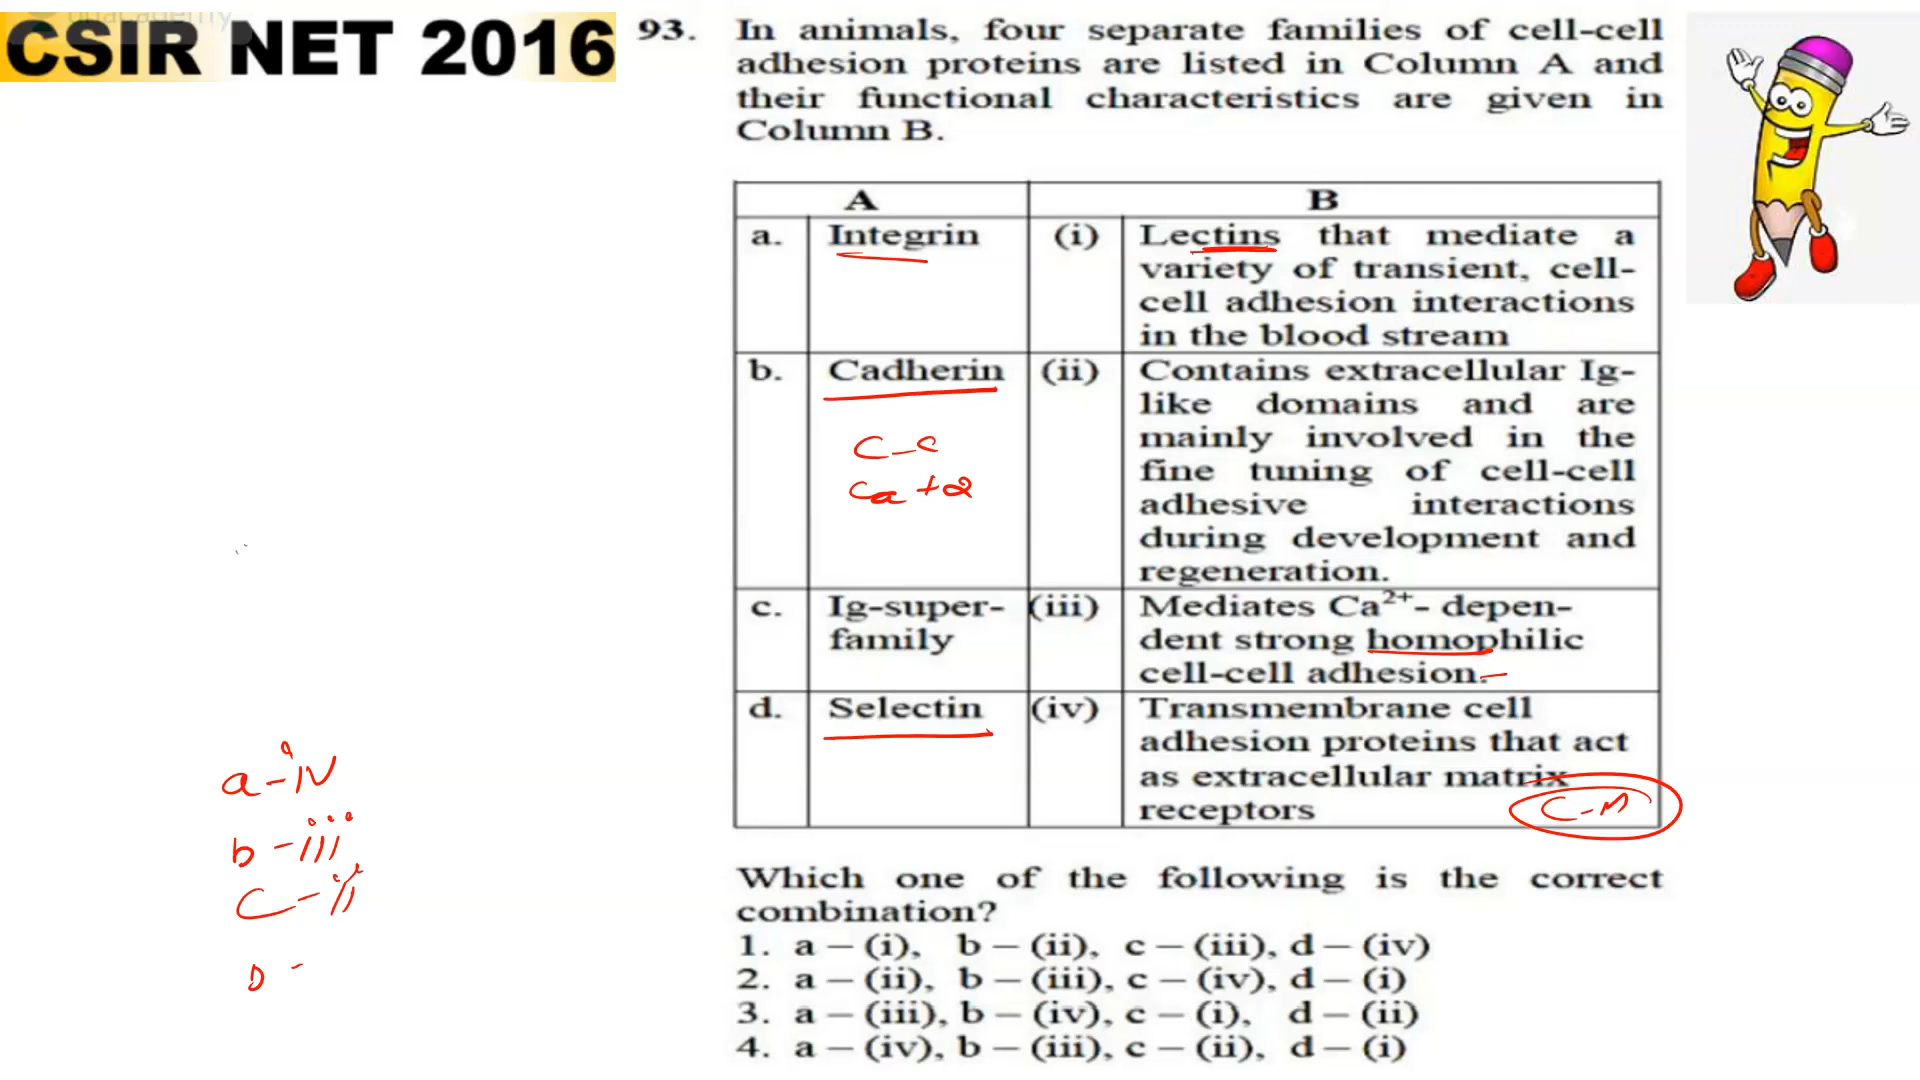 CSIR NET 2016
93. In animals, four separate families of cell-cell
adhesion proteins are listed in Column A and
their functional characteristics are given in
Column B.
A B
a. Integrin (i) Lectins that mediate a
variety of transient, cell-
cell adhesion interactions
in the blood stream
b. Cadherin (ii) Contains extracellular Ig-
like domains and are
mainly involved in the
fine tuning of cell-cell
adhesive interactions
during development and
regeneration.
C-C
Ca+2
c. Ig-super- (iii) Mediates Ca²⁺- depen-
family dent strong homophilic
cell-cell adhesion.
d. Selectin (iv) Transmembrane cell
adhesion proteins that act
as extracellular matrix
receptors
C-M
a-iv
b-iii
C-ii
D-
Which one of the following is the correct
combination?
1. a – (i), b – (ii), c – (iii), d – (iv)
2. a – (ii), b – (iii), c – (iv), d – (i)
3. a – (iii), b – (iv), c – (i), d – (ii)
4. a – (iv), b – (iii), c – (ii), d – (i)